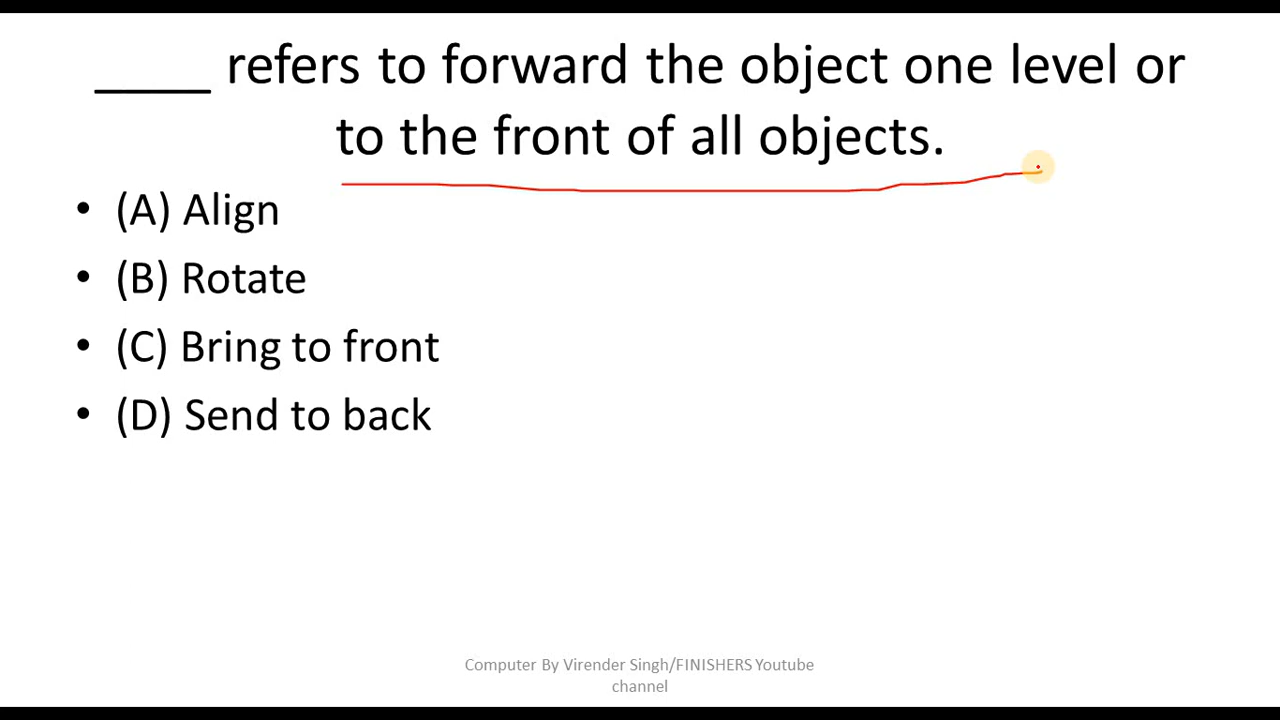 ____ refers to forward the object one level or
to the front of all objects.
• (A) Align
• (B) Rotate
• (C) Bring to front
• (D) Send to back
Computer By Virender Singh/FINISHERS Youtube
channel